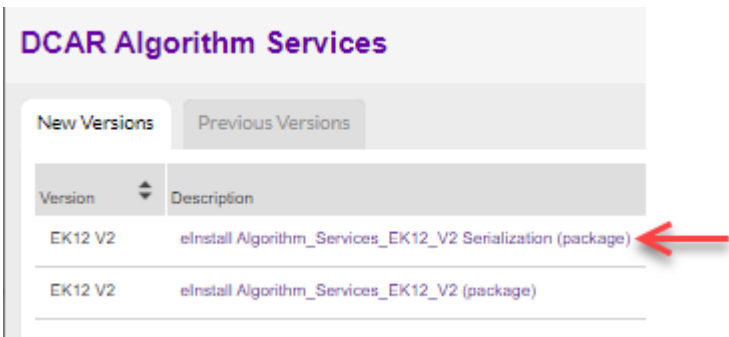 DCAR Algorithm Services
New Versions Previous Versions
Version Description
EK12 V2 eInstall Algorithm_Services_EK12_V2 Serialization (package)
EK12 V2 eInstall Algorithm_Services_EK12_V2 (package)